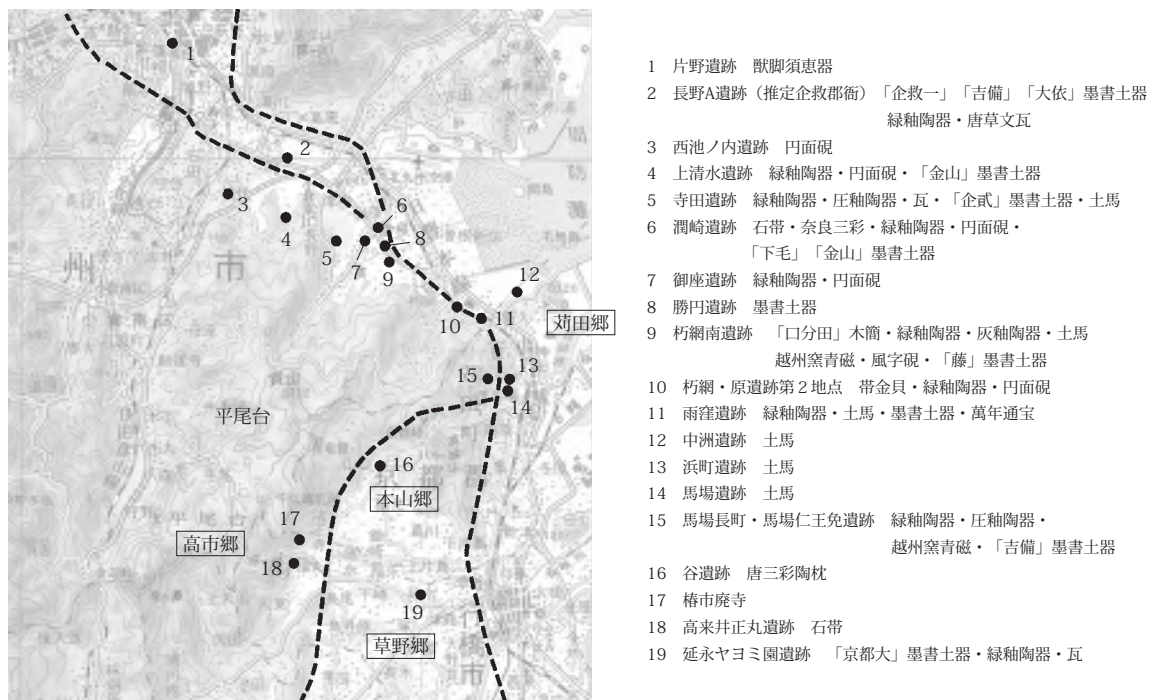 1
2
3
4
5
6
7
8
9
10
11
12
13
14
15
16
17
18
19
州
市
平尾台
苅田郷
本山郷
高市郷
草野郷
1 片野遺跡 獣脚須恵器
2 長野A遺跡（推定企救郡衙）「企救一」「吉備」「大依」墨書土器
緑釉陶器・唐草文瓦
3 西池ノ内遺跡 円面硯
4 上清水遺跡 緑釉陶器・円面硯・「金山」墨書土器
5 寺田遺跡 緑釉陶器・圧釉陶器・瓦・「企貳」墨書土器・土馬
6 潤崎遺跡 石帯・奈良三彩・緑釉陶器・円面硯・
「下毛」「金山」墨書土器
7 御座遺跡 緑釉陶器・円面硯
8 勝円遺跡 墨書土器
9 朽網南遺跡 「口分田」木簡・緑釉陶器・灰釉陶器・土馬
越州窯青磁・風字硯・「藤」墨書土器
10 朽網・原遺跡第２地点 帯金具・緑釉陶器・円面硯
11 雨窪遺跡 緑釉陶器・土馬・墨書土器・萬年通宝
12 中洲遺跡 土馬
13 浜町遺跡 土馬
14 馬場遺跡 土馬
15 馬場長町・馬場仁王免遺跡 緑釉陶器・圧釉陶器・
越州窯青磁・「吉備」墨書土器
16 谷遺跡 唐三彩陶枕
17 椿市廃寺
18 高来井正丸遺跡 石帯
19 延永ヤヨミ園遺跡 「京都大」墨書土器・緑釉陶器・瓦